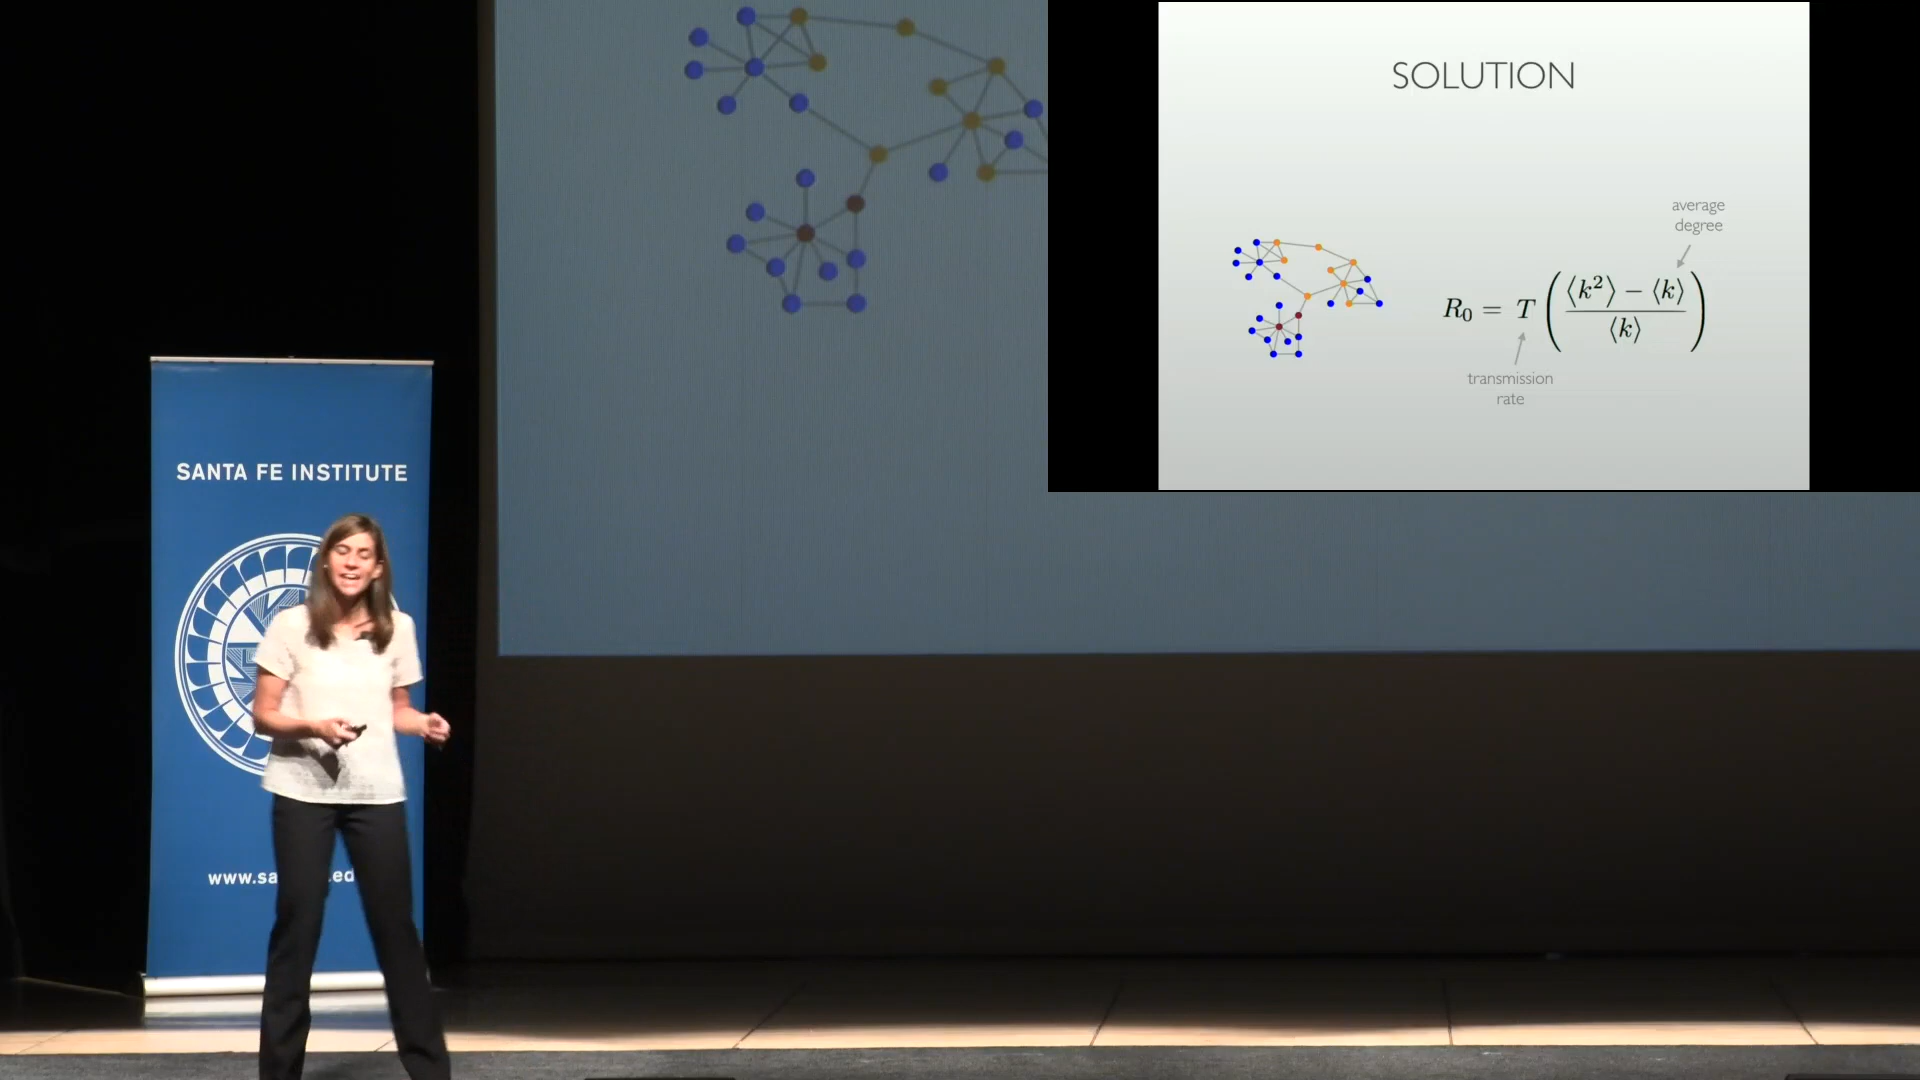 SOLUTION
average
degree
R₀ = T ( (⟨k²⟩ − ⟨k⟩) / ⟨k⟩ )
transmission
rate
SANTA FE INSTITUTE
www.sa .ed